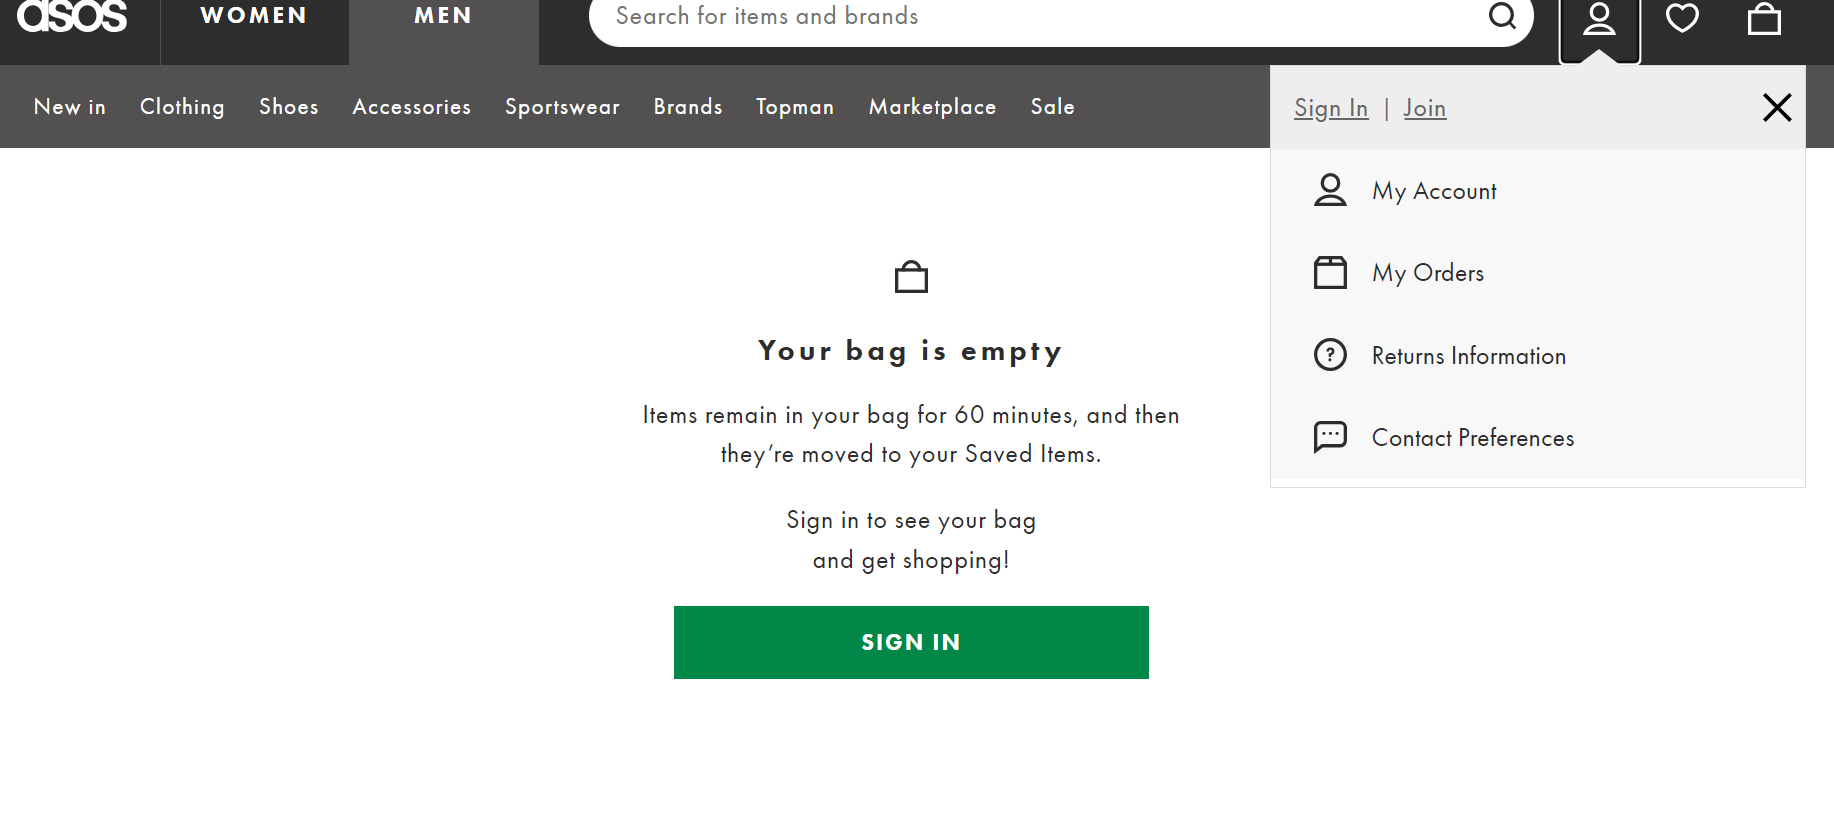 asos
WOMEN
MEN
Search for items and brands
New in
Clothing
Shoes
Accessories
Sportswear
Brands
Topman
Marketplace
Sale
Sign In | Join
My Account
My Orders
Returns Information
Contact Preferences
Your bag is empty
Items remain in your bag for 60 minutes, and then
they’re moved to your Saved Items.
Sign in to see your bag
and get shopping!
SIGN IN